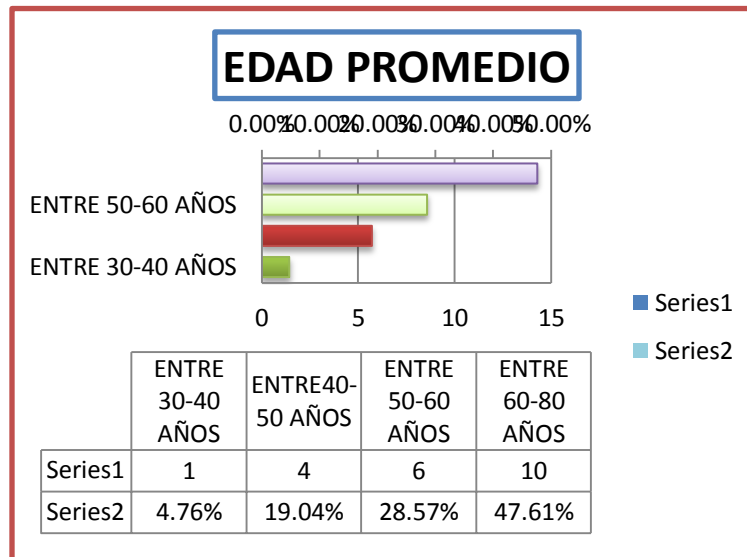 EDAD PROMEDIO
0.00% 10.00% 20.00% 30.00% 40.00% 50.00%
ENTRE 50-60 AÑOS
ENTRE 30-40 AÑOS
0 5 10 15
Series1
Series2
ENTRE 30-40 AÑOS
ENTRE40-50 AÑOS
ENTRE 50-60 AÑOS
ENTRE 60-80 AÑOS
Series1 1 4 6 10
Series2 4.76% 19.04% 28.57% 47.61%